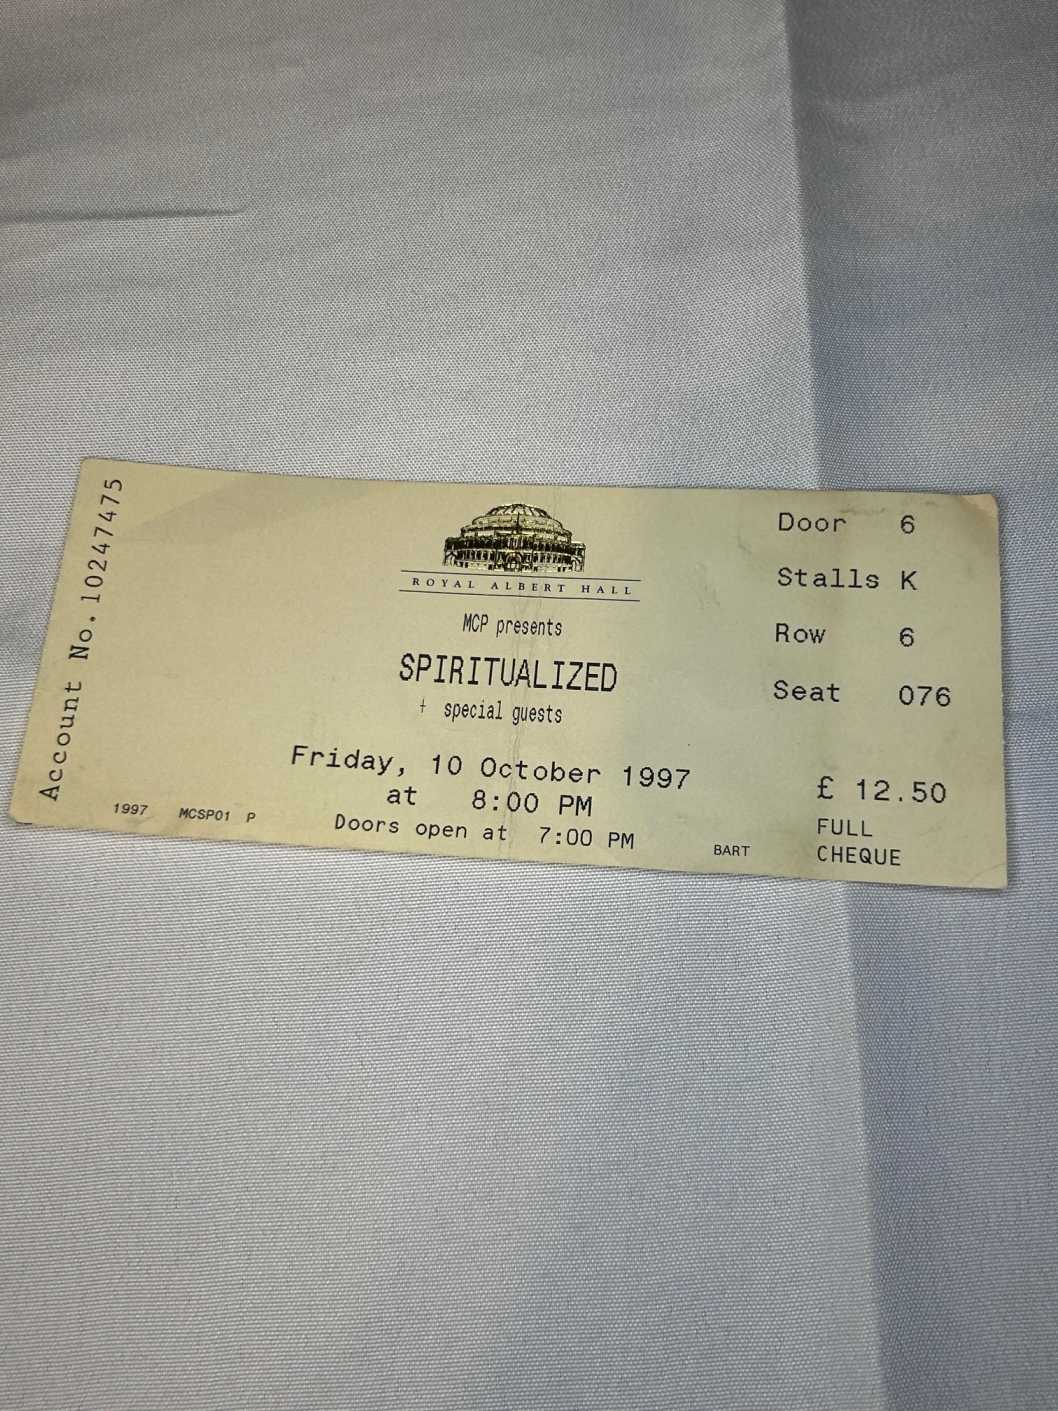 Account No. 10247475
ROYAL ALBERT HALL
MCP presents
SPIRITUALIZED
+ special guests
Friday, 10 October 1997
at 8:00 PM
Doors open at 7:00 PM
1997 MCSP01 P
BART
Door 6
Stalls K
Row 6
Seat 076
£ 12.50
FULL
CHEQUE